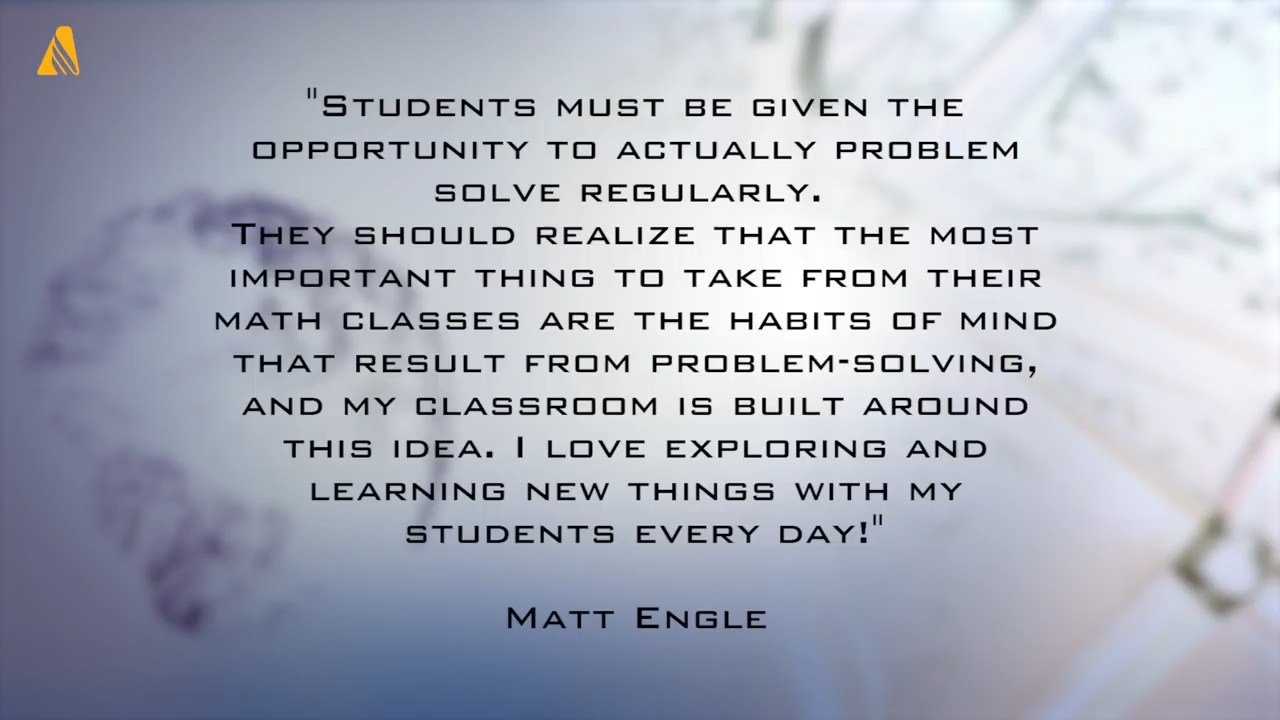 "Students must be given the
opportunity to actually problem
solve regularly.
They should realize that the most
important thing to take from their
math classes are the habits of mind
that result from problem-solving,
and my classroom is built around
this idea. I love exploring and
learning new things with my
students every day!"
Matt Engle